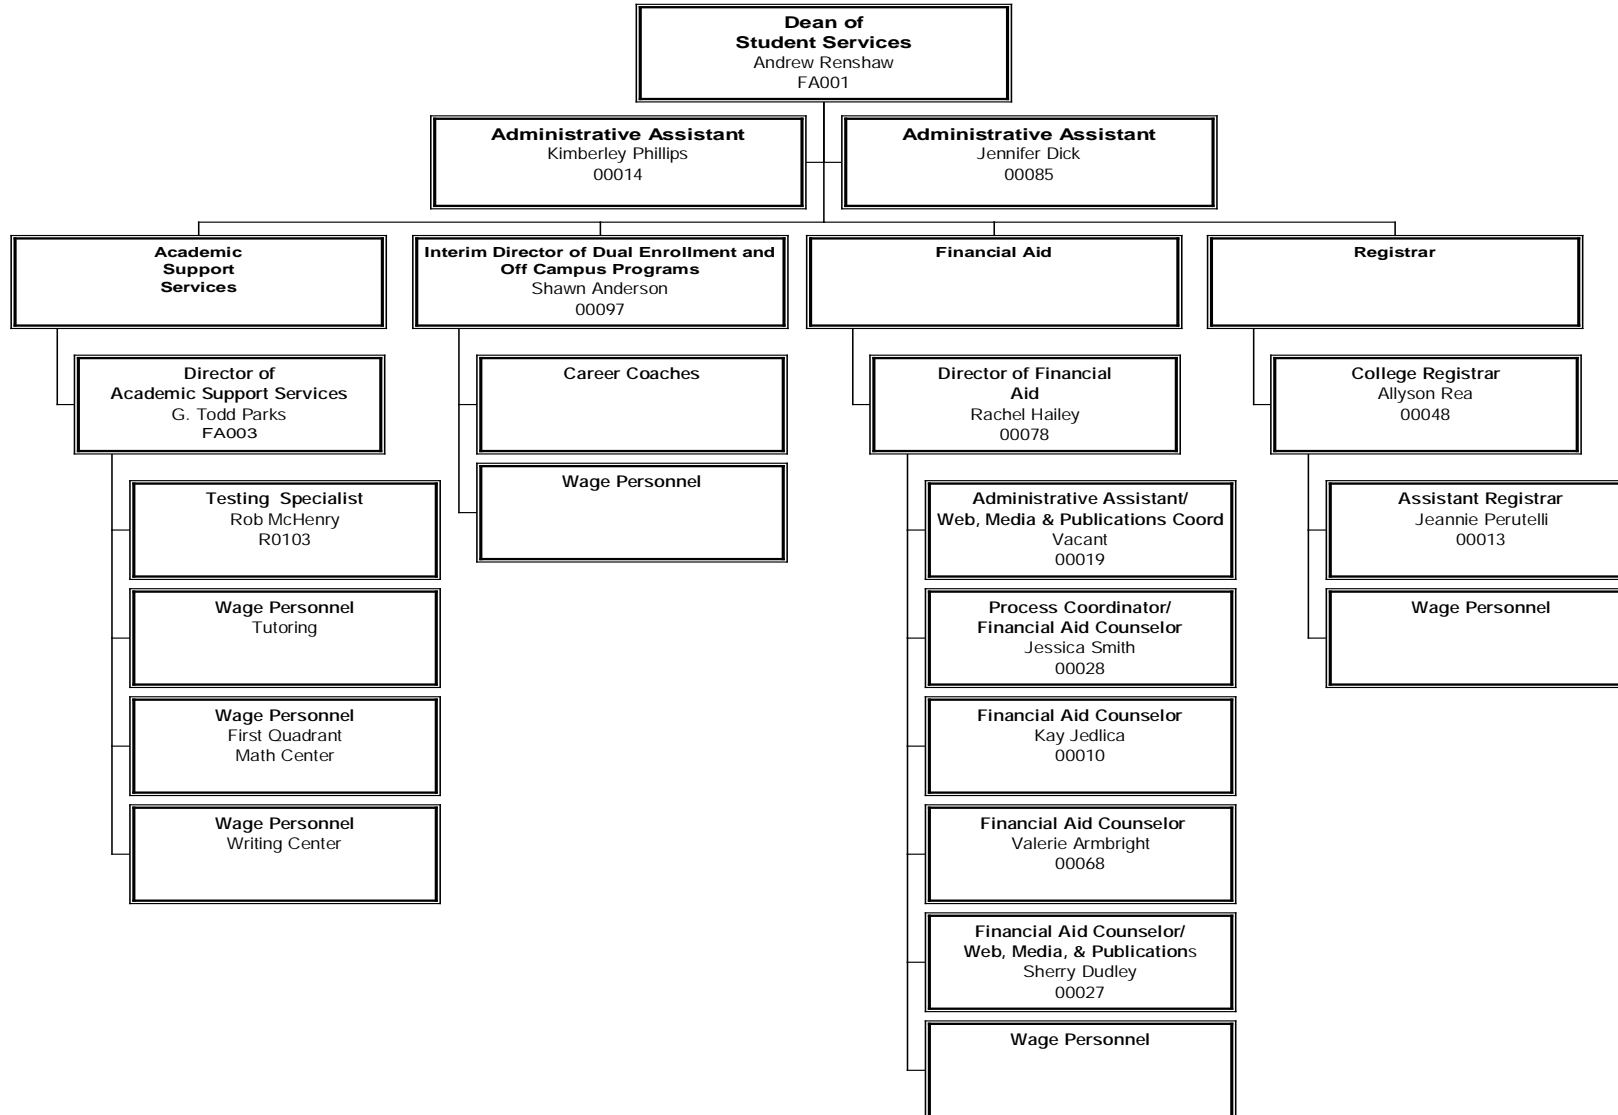 Dean of
Student Services
Andrew Renshaw
FA001
Administrative Assistant
Kimberley Phillips
00014
Administrative Assistant
Jennifer Dick
00085
Academic
Support
Services
Interim Director of Dual Enrollment and
Off Campus Programs
Shawn Anderson
00097
Financial Aid
Registrar
Director of
Academic Support Services
G. Todd Parks
FA003
Career Coaches
Director of Financial
Aid
Rachel Hailey
00078
College Registrar
Allyson Rea
00048
Wage Personnel
Testing Specialist
Rob McHenry
R0103
Administrative Assistant/
Web, Media & Publications Coord
Vacant
00019
Assistant Registrar
Jeannie Perutelli
00013
Wage Personnel
Tutoring
Process Coordinator/
Financial Aid Counselor
Jessica Smith
00028
Wage Personnel
Wage Personnel
First Quadrant
Math Center
Financial Aid Counselor
Kay Jedlica
00010
Wage Personnel
Writing Center
Financial Aid Counselor
Valerie Armbright
00068
Financial Aid Counselor/
Web, Media, & Publications
Sherry Dudley
00027
Wage Personnel